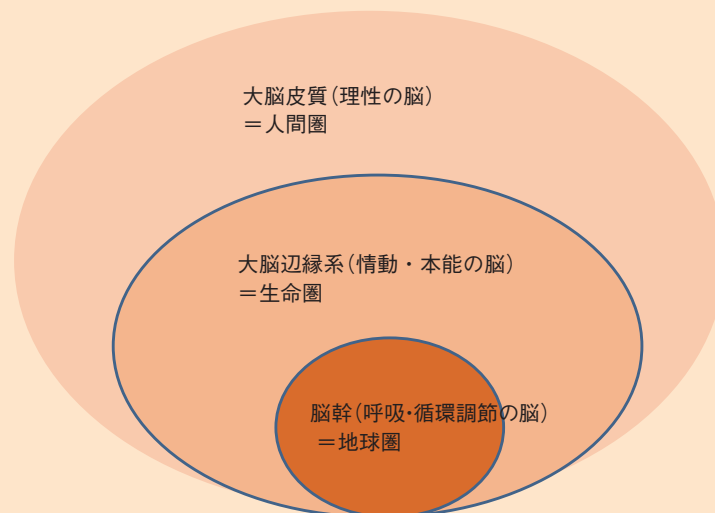 大脳皮質（理性の脳）
＝人間圏
大脳辺縁系（情動・本能の脳）
＝生命圏
脳幹（呼吸・循環調節の脳）
＝地球圏